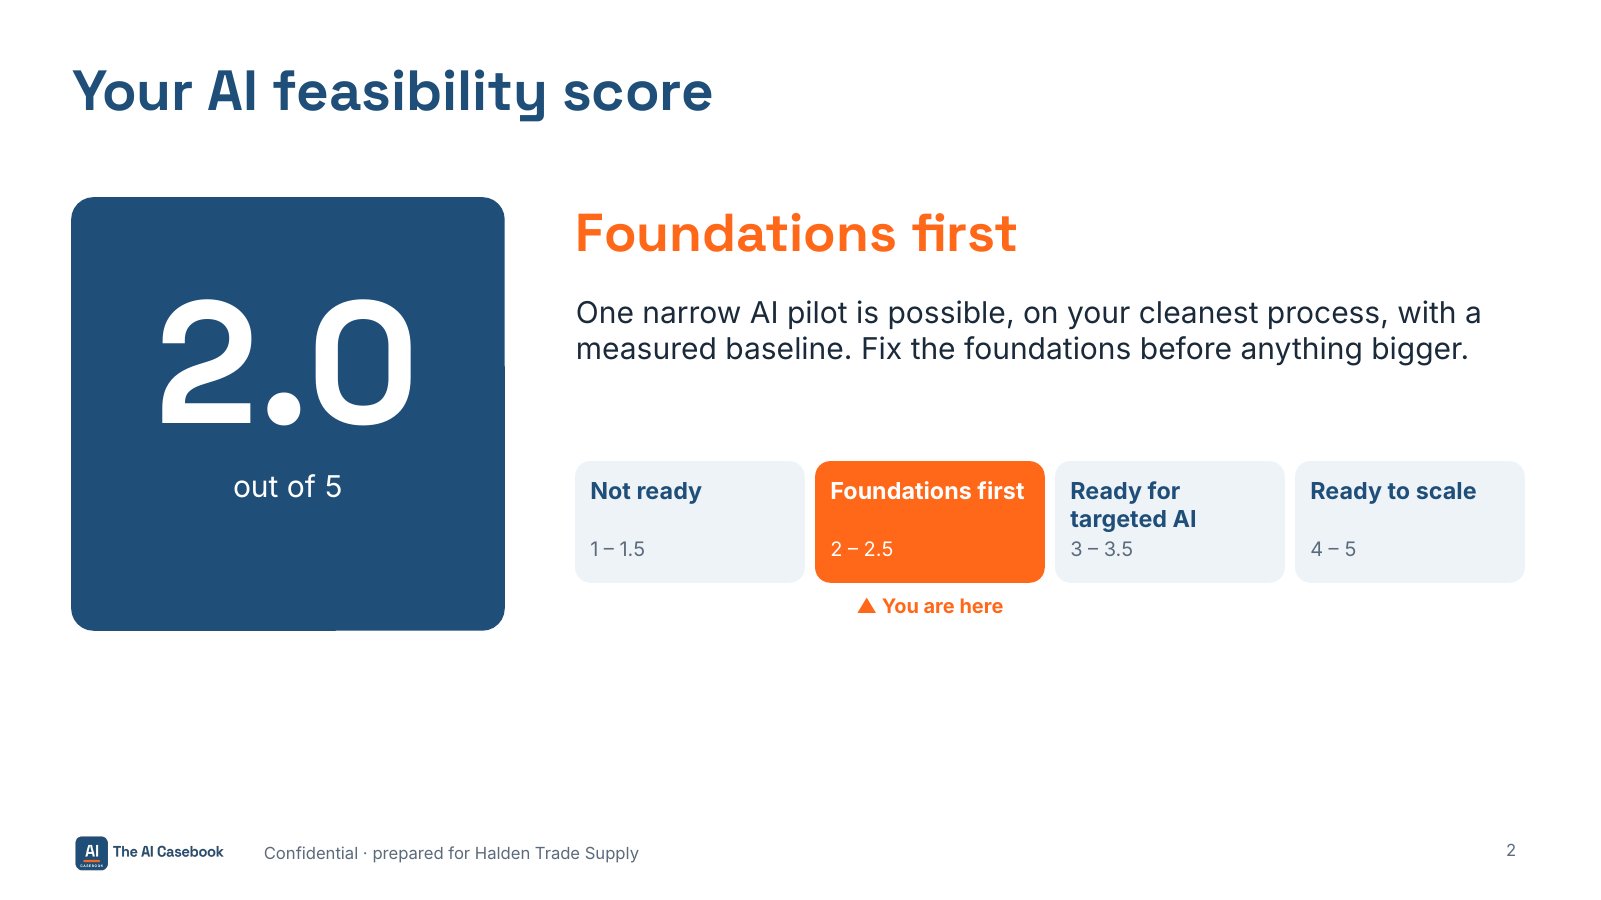 Your AI feasibility score
2.0
out of 5
Foundations first
One narrow AI pilot is possible, on your cleanest process, with a
measured baseline. Fix the foundations before anything bigger.
Not ready
1 – 1.5
Foundations first
2 – 2.5
Ready for
targeted AI
3 – 3.5
Ready to scale
4 – 5
▲ You are here
AI
CASEBOOK
The AI Casebook
Confidential · prepared for Halden Trade Supply
2